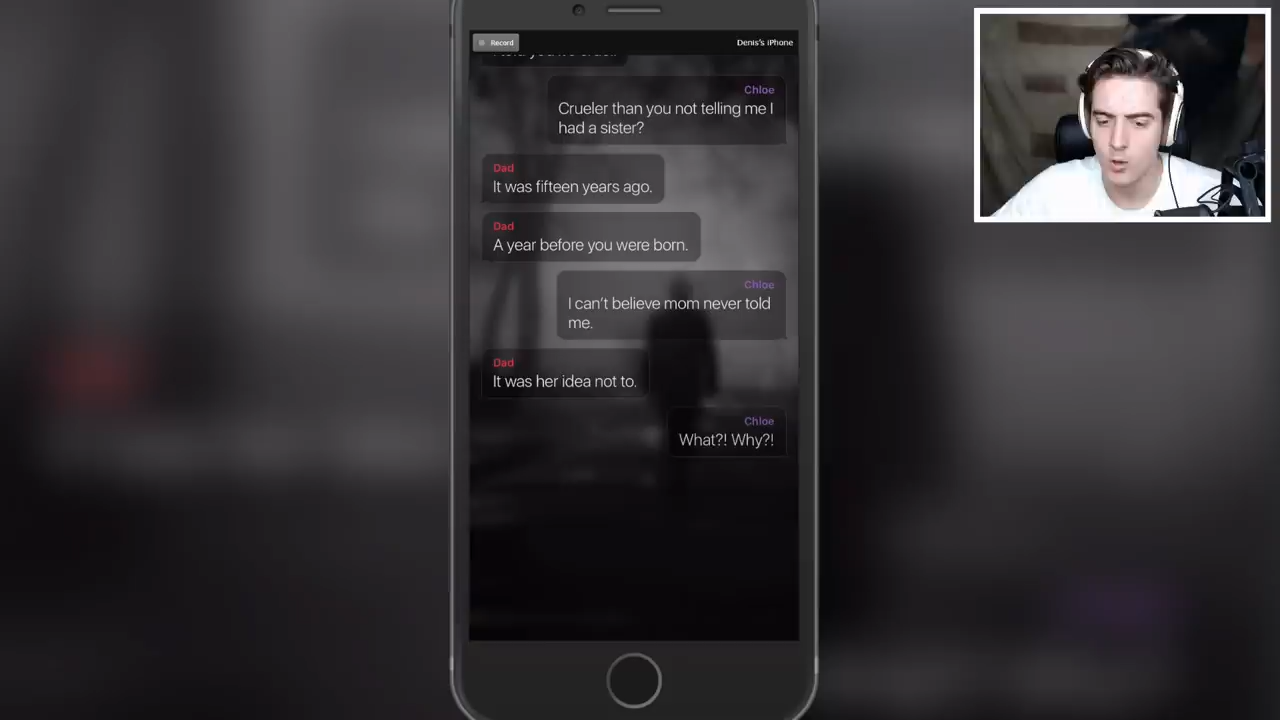 Record
Denis's iPhone
Chloe
Crueler than you not telling me I
had a sister?
Dad
It was fifteen years ago.
Dad
A year before you were born.
Chloe
I can't believe mom never told
me.
Dad
It was her idea not to.
Chloe
What?! Why?!